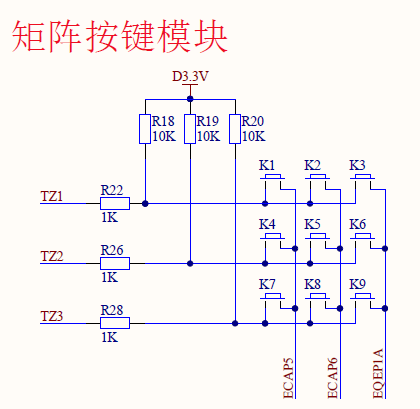 矩阵按键模块
D3.3V
R18 R19 R20
10K 10K 10K
K1 K2 K3
TZ1 R22
1K
K4 K5 K6
TZ2 R26
1K
K7 K8 K9
TZ3 R28
1K
ECAP5
ECAP6
EQEP1A